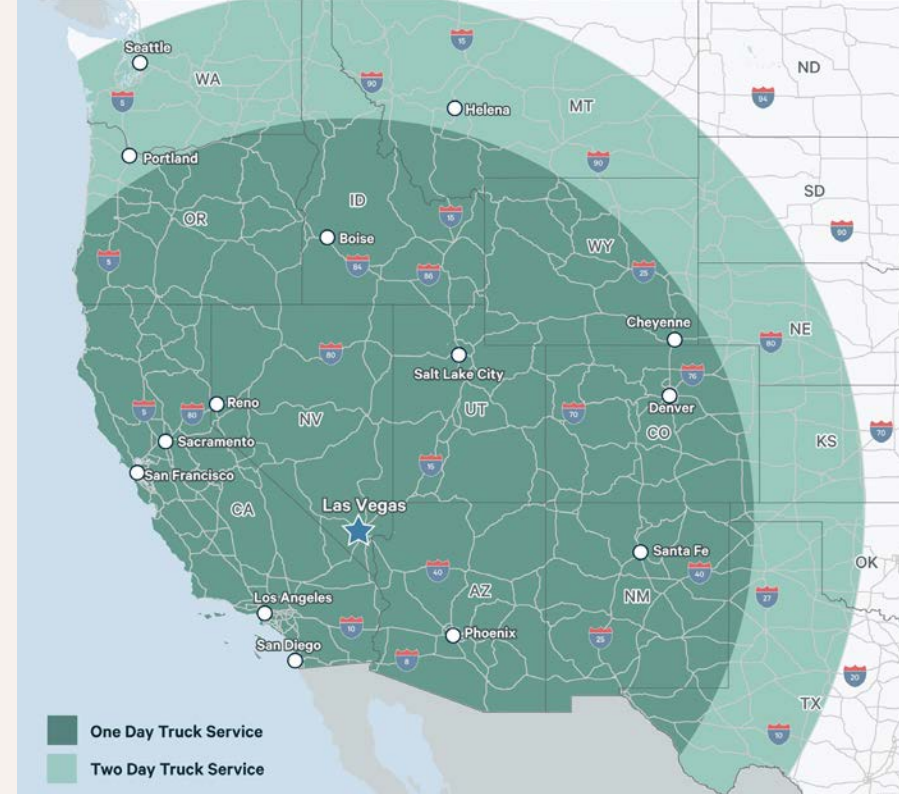 15
ND
Seattle
WA
90
94
5
Helena
MT
Portland
90
ID
SD
OR
15
90
Boise
WY
5
84
86
25
Cheyenne
NE
80
80
Salt Lake City
76
Reno
UT
70
Denver
5
80
NV
CO
70
Sacramento
KS
15
San Francisco
Las Vegas
CA
Santa Fe
OK
40
40
AZ
27
Los Angeles
NM
10
Phoenix
25
San Diego
8
20
TX
One Day Truck Service
10
Two Day Truck Service